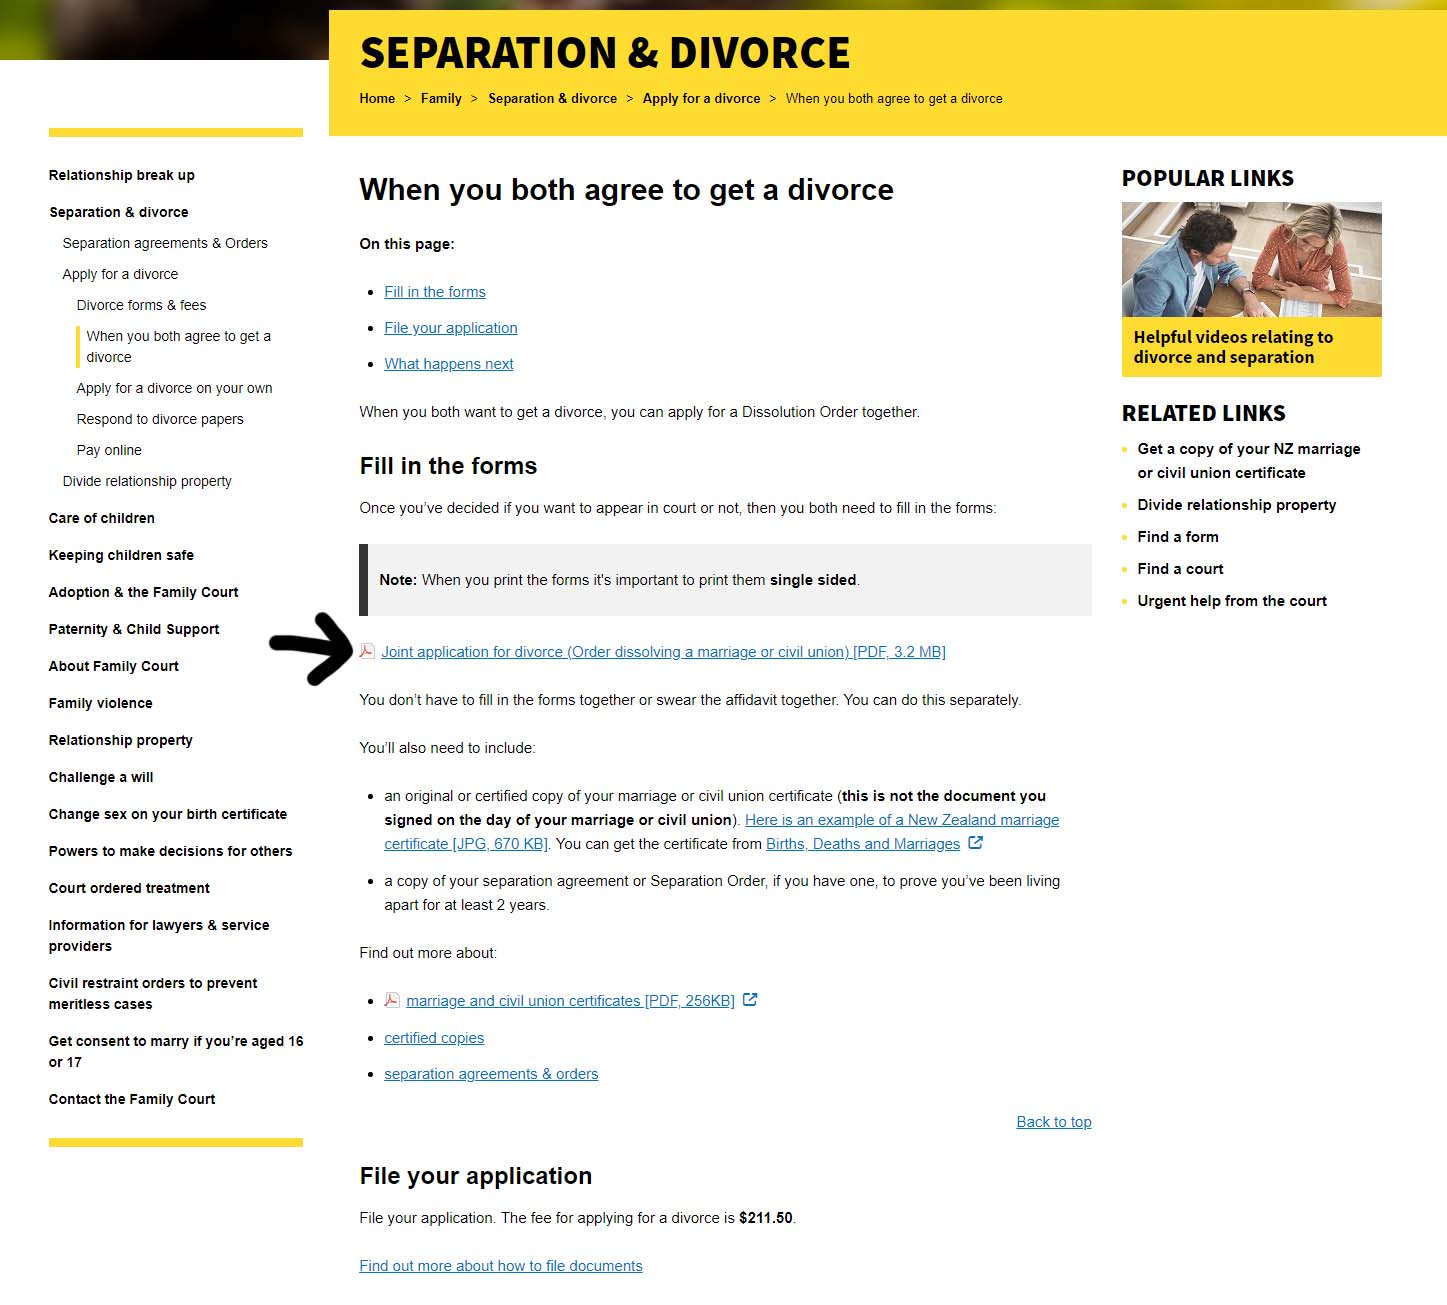 SEPARATION & DIVORCE
Home > Family > Separation & divorce > Apply for a divorce > When you both agree to get a divorce
Relationship break up
Separation & divorce
Separation agreements & Orders
Apply for a divorce
Divorce forms & fees
When you both agree to get a
divorce
Apply for a divorce on your own
Respond to divorce papers
Pay online
Divide relationship property
Care of children
Keeping children safe
Adoption & the Family Court
Paternity & Child Support
About Family Court
Family violence
Relationship property
Challenge a will
Change sex on your birth certificate
Powers to make decisions for others
Court ordered treatment
Information for lawyers & service
providers
Civil restraint orders to prevent
meritless cases
Get consent to marry if you’re aged 16
or 17
Contact the Family Court
When you both agree to get a divorce
On this page:
Fill in the forms
File your application
What happens next
When you both want to get a divorce, you can apply for a Dissolution Order together.
Fill in the forms
Once you’ve decided if you want to appear in court or not, then you both need to fill in the forms:
Note: When you print the forms it's important to print them single sided.
Joint application for divorce (Order dissolving a marriage or civil union) [PDF, 3.2 MB]
You don’t have to fill in the forms together or swear the affidavit together. You can do this separately.
You’ll also need to include:
• an original or certified copy of your marriage or civil union certificate (this is not the document you
signed on the day of your marriage or civil union). Here is an example of a New Zealand marriage
certificate [JPG, 670 KB]. You can get the certificate from Births, Deaths and Marriages
• a copy of your separation agreement or Separation Order, if you have one, to prove you’ve been living
apart for at least 2 years.
Find out more about:
• marriage and civil union certificates [PDF, 256KB]
• certified copies
• separation agreements & orders
Back to top
File your application
File your application. The fee for applying for a divorce is $211.50.
Find out more about how to file documents
POPULAR LINKS
Helpful videos relating to
divorce and separation
RELATED LINKS
• Get a copy of your NZ marriage
or civil union certificate
• Divide relationship property
• Find a form
• Find a court
• Urgent help from the court